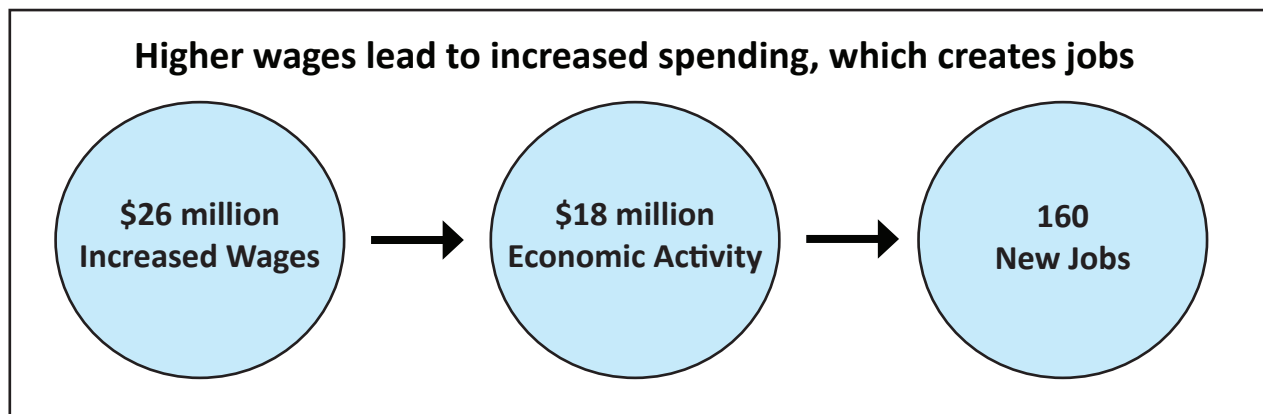 Higher wages lead to increased spending, which creates jobs
$26 million
Increased Wages
$18 million
Economic Activity
160
New Jobs